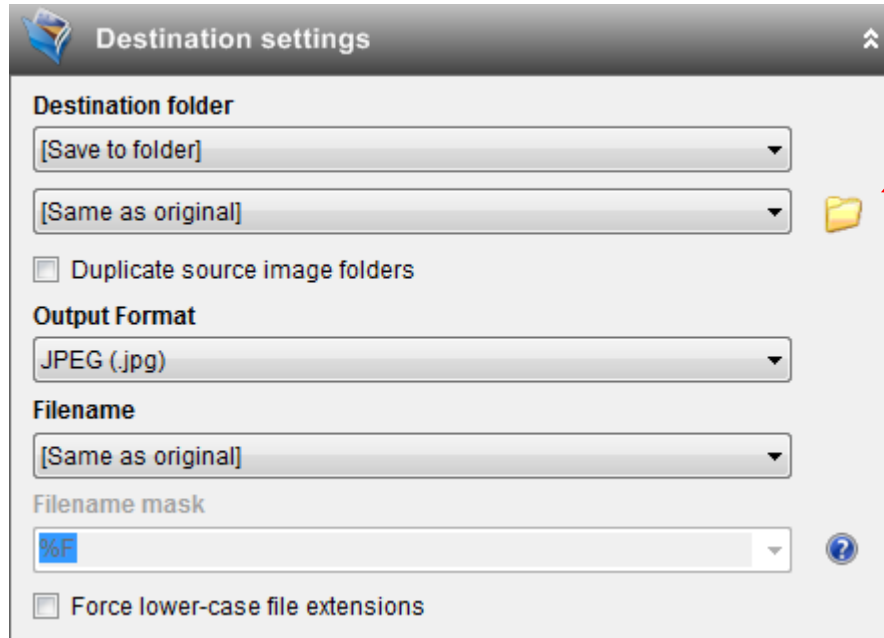 Destination settings
Destination folder
[Save to folder]
[Same as original]
Duplicate source image folders
Output Format
JPEG (.jpg)
Filename
[Same as original]
Filename mask
%F
Force lower-case file extensions